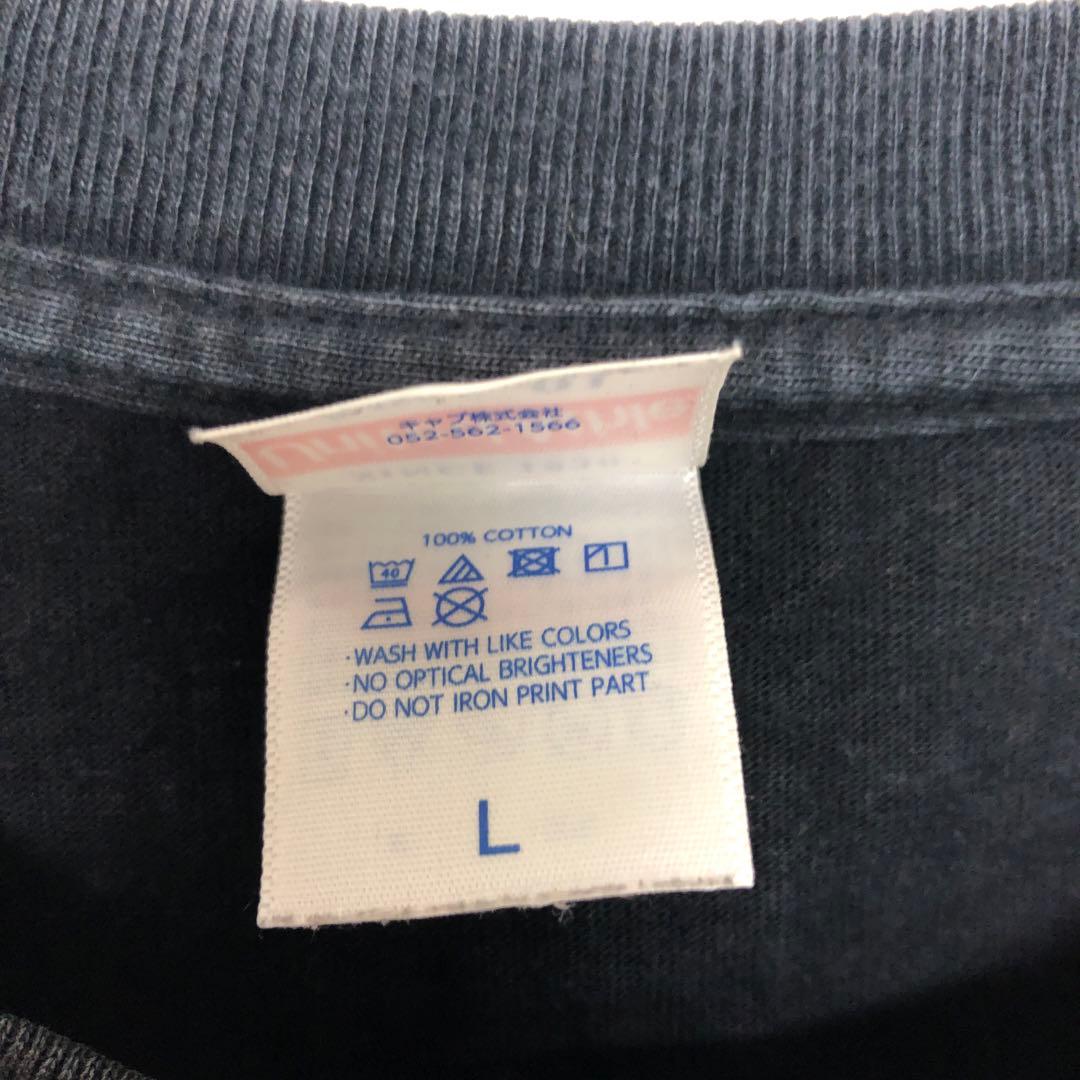 キャブ株式会社
052-562-1566
100% COTTON
40
·WASH WITH LIKE COLORS
·NO OPTICAL BRIGHTENERS
·DO NOT IRON PRINT PART
L